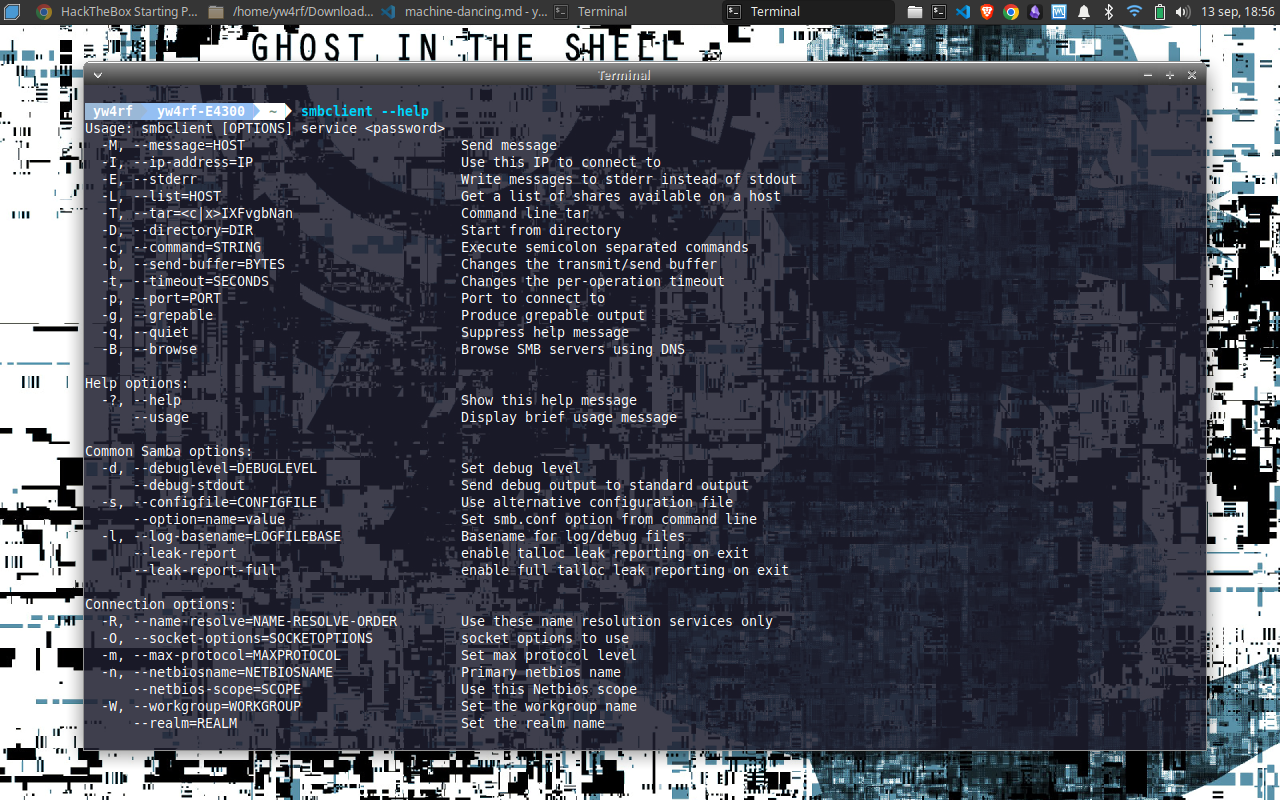 HackTheBox Starting P... /home/yw4rf/Download... machine-dancing.md - y... Terminal Terminal 13 sep, 18:56
GHOST IN THE SHELL
Terminal
yw4rf yw4rf-E4300 ~ smbclient --help
Usage: smbclient [OPTIONS] service <password>
-M, --message=HOST Send message
-I, --ip-address=IP Use this IP to connect to
-E, --stderr Write messages to stderr instead of stdout
-L, --list=HOST Get a list of shares available on a host
-T, --tar=<c|x>IXFvgbNan Command line tar
-D, --directory=DIR Start from directory
-c, --command=STRING Execute semicolon separated commands
-b, --send-buffer=BYTES Changes the transmit/send buffer
-t, --timeout=SECONDS Changes the per-operation timeout
-p, --port=PORT Port to connect to
-g, --grepable Produce grepable output
-q, --quiet Suppress help message
-B, --browse Browse SMB servers using DNS
Help options:
-?, --help Show this help message
--usage Display brief usage message
Common Samba options:
-d, --debuglevel=DEBUGLEVEL Set debug level
--debug-stdout Send debug output to standard output
-s, --configfile=CONFIGFILE Use alternative configuration file
--option=name=value Set smb.conf option from command line
-l, --log-basename=LOGFILEBASE Basename for log/debug files
--leak-report enable talloc leak reporting on exit
--leak-report-full enable full talloc leak reporting on exit
Connection options:
-R, --name-resolve=NAME-RESOLVE-ORDER Use these name resolution services only
-O, --socket-options=SOCKETOPTIONS socket options to use
-m, --max-protocol=MAXPROTOCOL Set max protocol level
-n, --netbiosname=NETBIOSNAME Primary netbios name
--netbios-scope=SCOPE Use this Netbios scope
-W, --workgroup=WORKGROUP Set the workgroup name
--realm=REALM Set the realm name